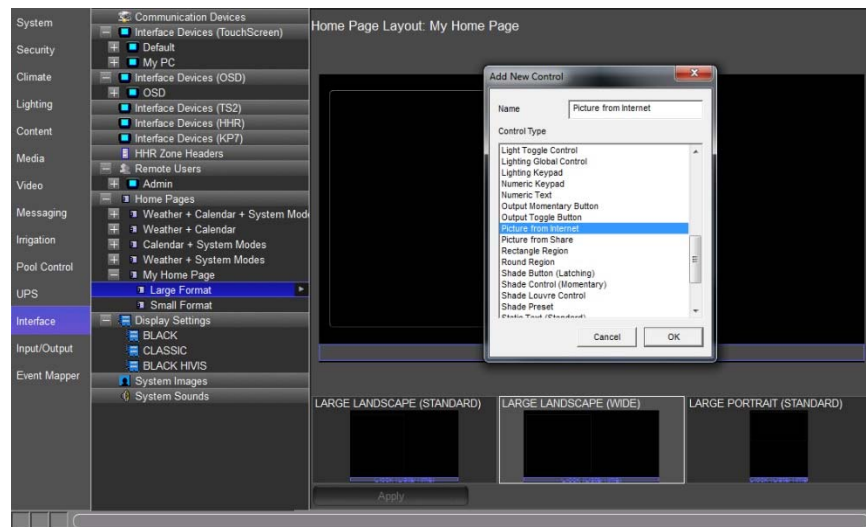 System
Security
Climate
Lighting
Content
Media
Video
Messaging
Irrigation
Pool Control
UPS
Interface
Input/Output
Event Mapper
Communication Devices
Interface Devices (TouchScreen)
Default
My PC
Interface Devices (OSD)
OSD
Interface Devices (TS2)
Interface Devices (HHR)
Interface Devices (KP7)
HHR Zone Headers
Remote Users
Admin
Home Pages
Weather + Calendar + System Mod
Weather + Calendar
Calendar + System Modes
Weather + System Modes
My Home Page
Large Format
Small Format
Display Settings
BLACK
CLASSIC
BLACK HIVIS
System Images
System Sounds
Home Page Layout: My Home Page
Add New Control
Name
Picture from Internet
Control Type
Light Toggle Control
Lighting Global Control
Lighting Keypad
Numeric Keypad
Numeric Text
Output Momentary Button
Output Toggle Button
Picture from Internet
Picture from Share
Rectangle Region
Round Region
Shade Button (Latching)
Shade Control (Momentary)
Shade Louvre Control
Shade Preset
Static Text (Standard)
Cancel
OK
LARGE LANDSCAPE (STANDARD)
LARGE LANDSCAPE (WIDE)
LARGE PORTRAIT (STANDARD)
Apply